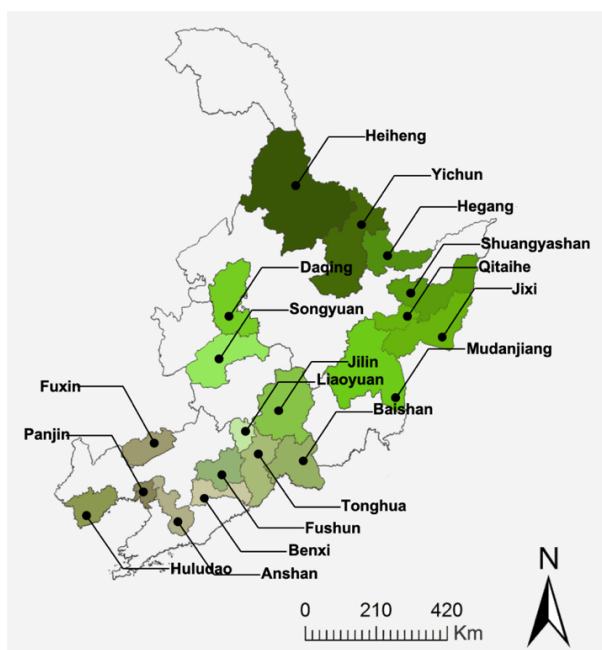 Heiheng
Yichun
Hegang
Shuangyashan
Daqing
Qitaihe
Songyuan
Jixi
Mudanjiang
Jilin
Liaoyuan
Fuxin
Baishan
Panjin
Tonghua
Fushun
Benxi
Huludao
Anshan
N
0 210 420
Km